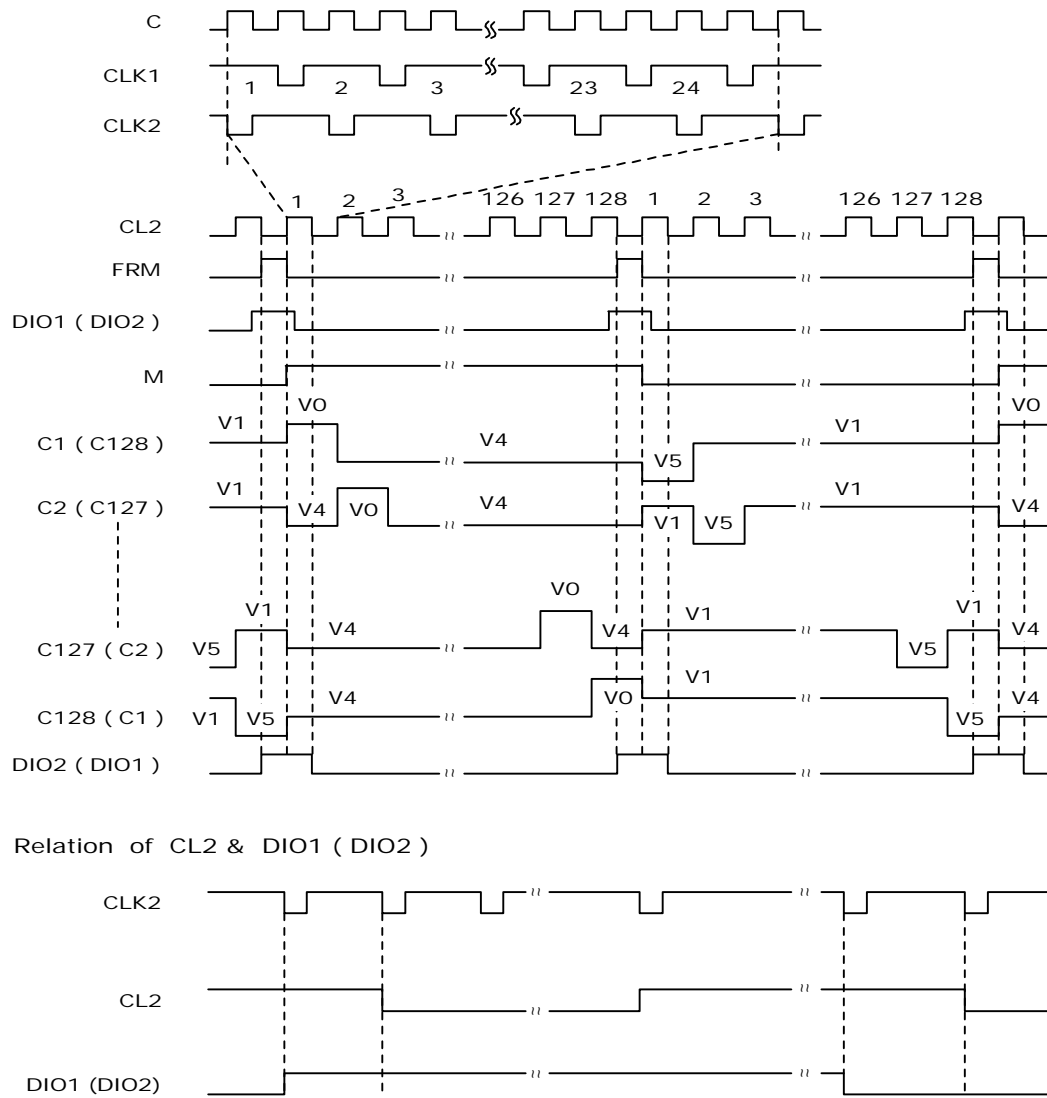 C
CLK1
1 2 3 23 24
CLK2
1 2 3 126 127 128 1 2 3 126 127 128
CL2
FRM
DIO1 ( DIO2 )
M
V0 V0
V1 V4 V1
C1 ( C128 ) V5
V1 V4 V1
C2 ( C127 ) V4 V0 V1 V5 V4
V0
V1 V4 V4 V1 V1 V4
C127 ( C2 ) V5 V5
V4 V1 V4
C128 ( C1 ) V1 V5 V0 V5
DIO2 ( DIO1 )
Relation of CL2 & DIO1 ( DIO2 )
CLK2
CL2
DIO1 (DIO2)